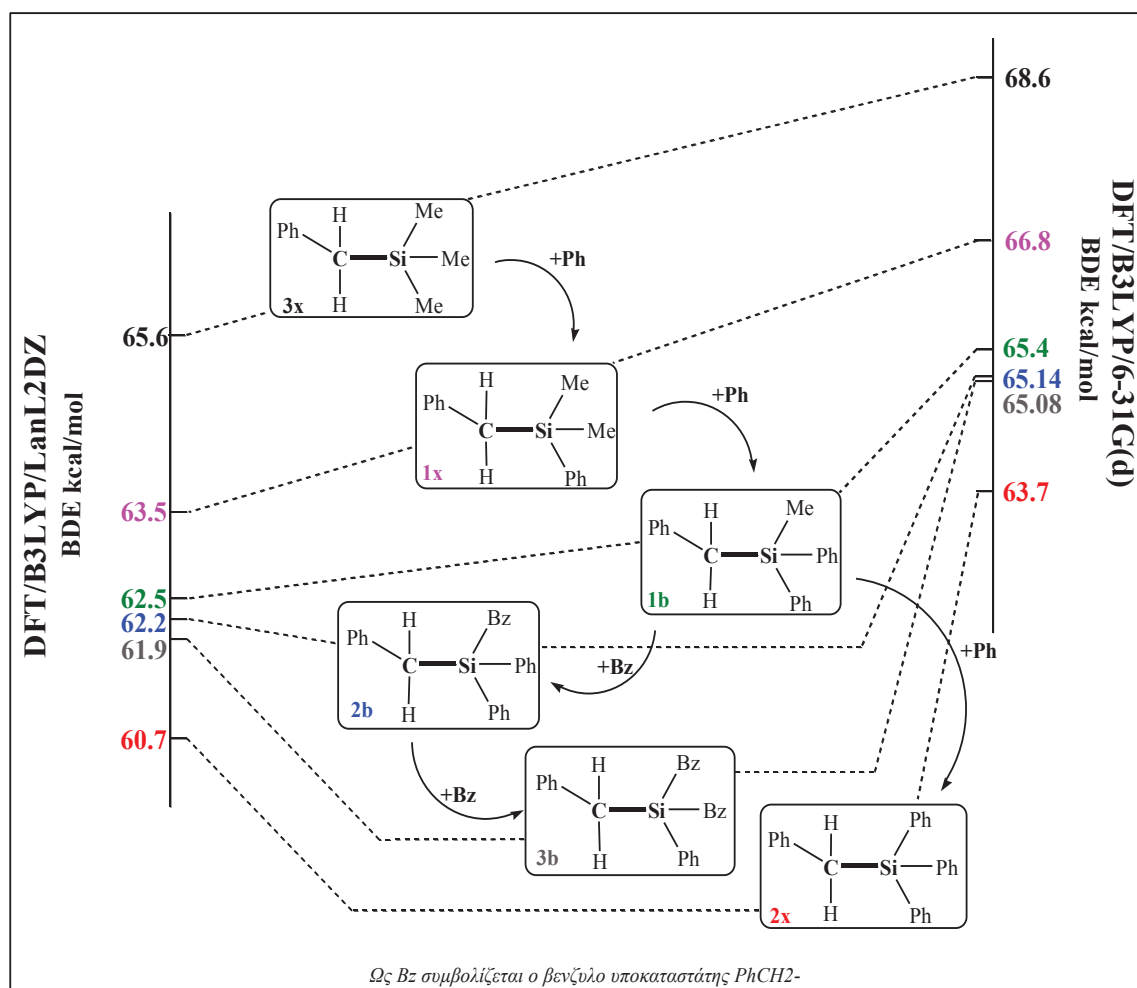 68.6
H
Me
Ph
C
Si
Me
H
Me
3x
+Ph
66.8
65.6
65.4
65.14
65.08
H
Me
Ph
C
Si
Me
H
Ph
1x
+Ph
63.7
63.5
H
Me
Ph
C
Si
Ph
H
Ph
1b
62.5
62.2
61.9
H
Bz
Ph
C
Si
Ph
H
Ph
2b
+Bz
+Ph
60.7
+Bz
H
Bz
Ph
C
Si
Bz
H
Ph
3b
H
Ph
Ph
C
Si
Ph
H
Ph
2x
DFT/B3LYP/LanL2DZ
BDE kcal/mol
DFT/B3LYP/6-31G(d)
BDE kcal/mol
Ως Bz συμβολίζεται ο βενζυλο υποκαταστάτης PhCH2-